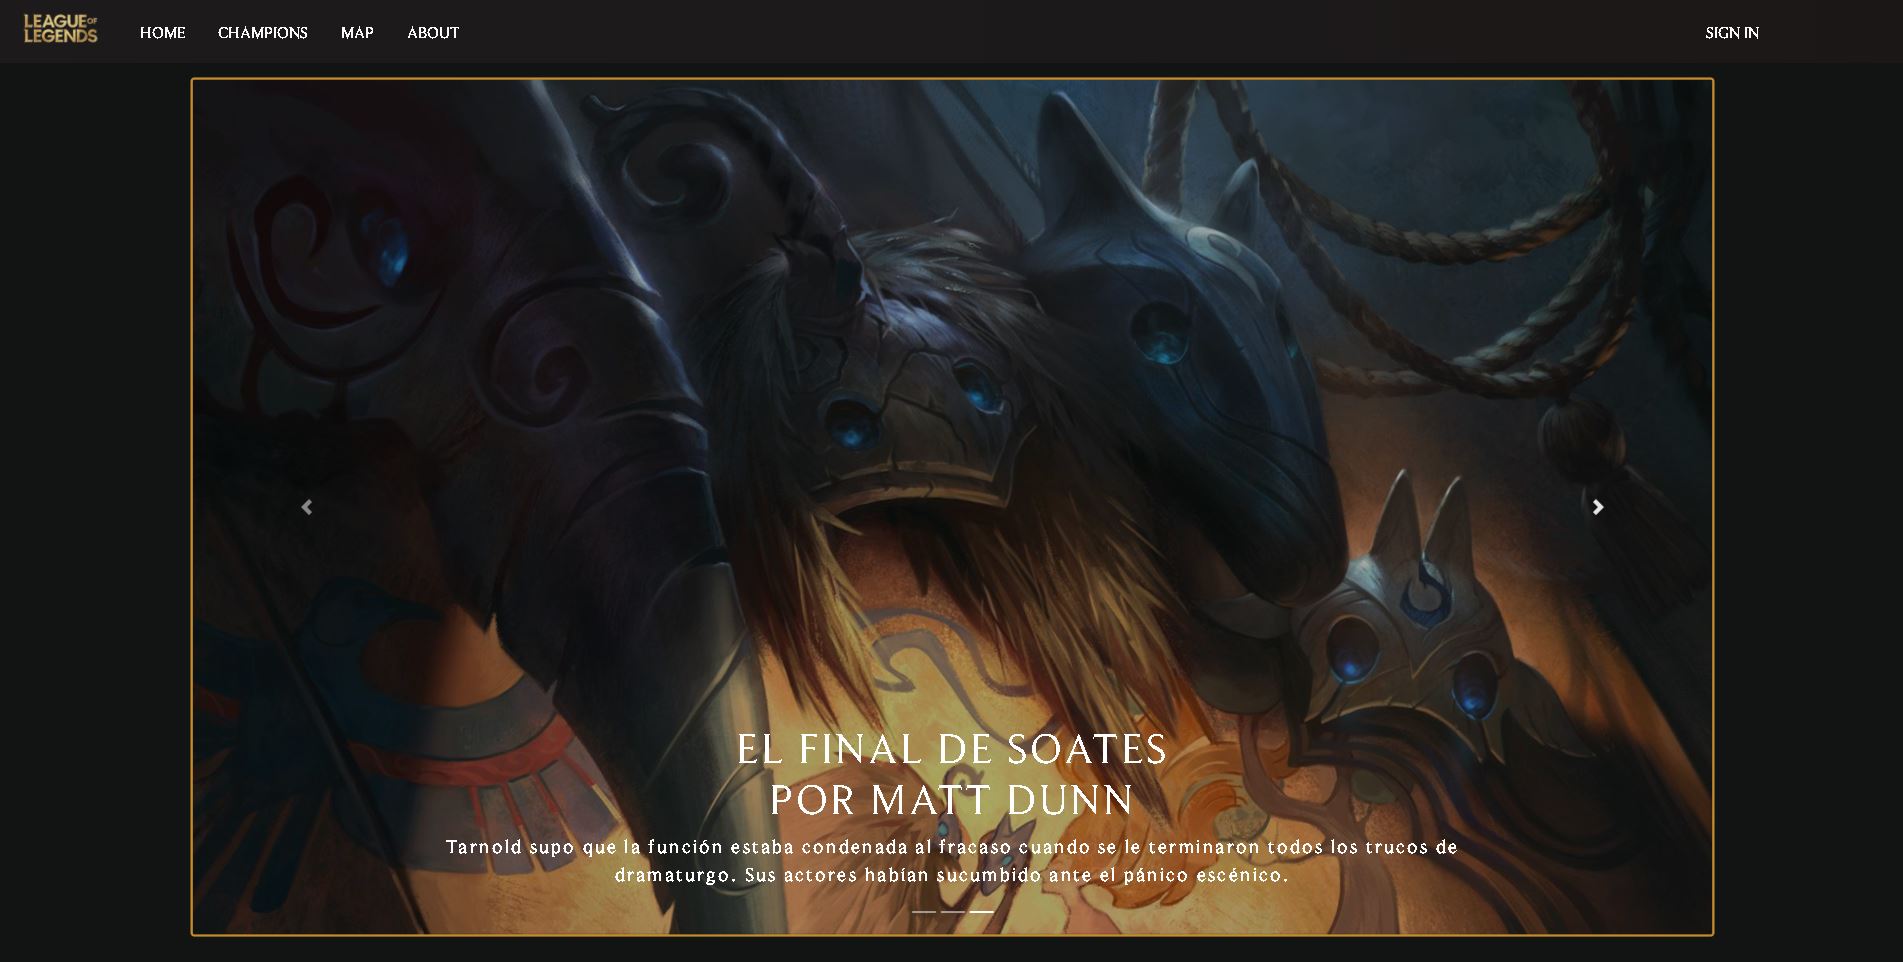 LEAGUE OF
LEGENDS
HOME CHAMPIONS MAP ABOUT SIGN IN
EL FINAL DE SOATES
POR MATT DUNN
Tarnold supo que la función estaba condenada al fracaso cuando se le terminaron todos los trucos de
dramaturgo. Sus actores habían sucumbido ante el pánico escénico.